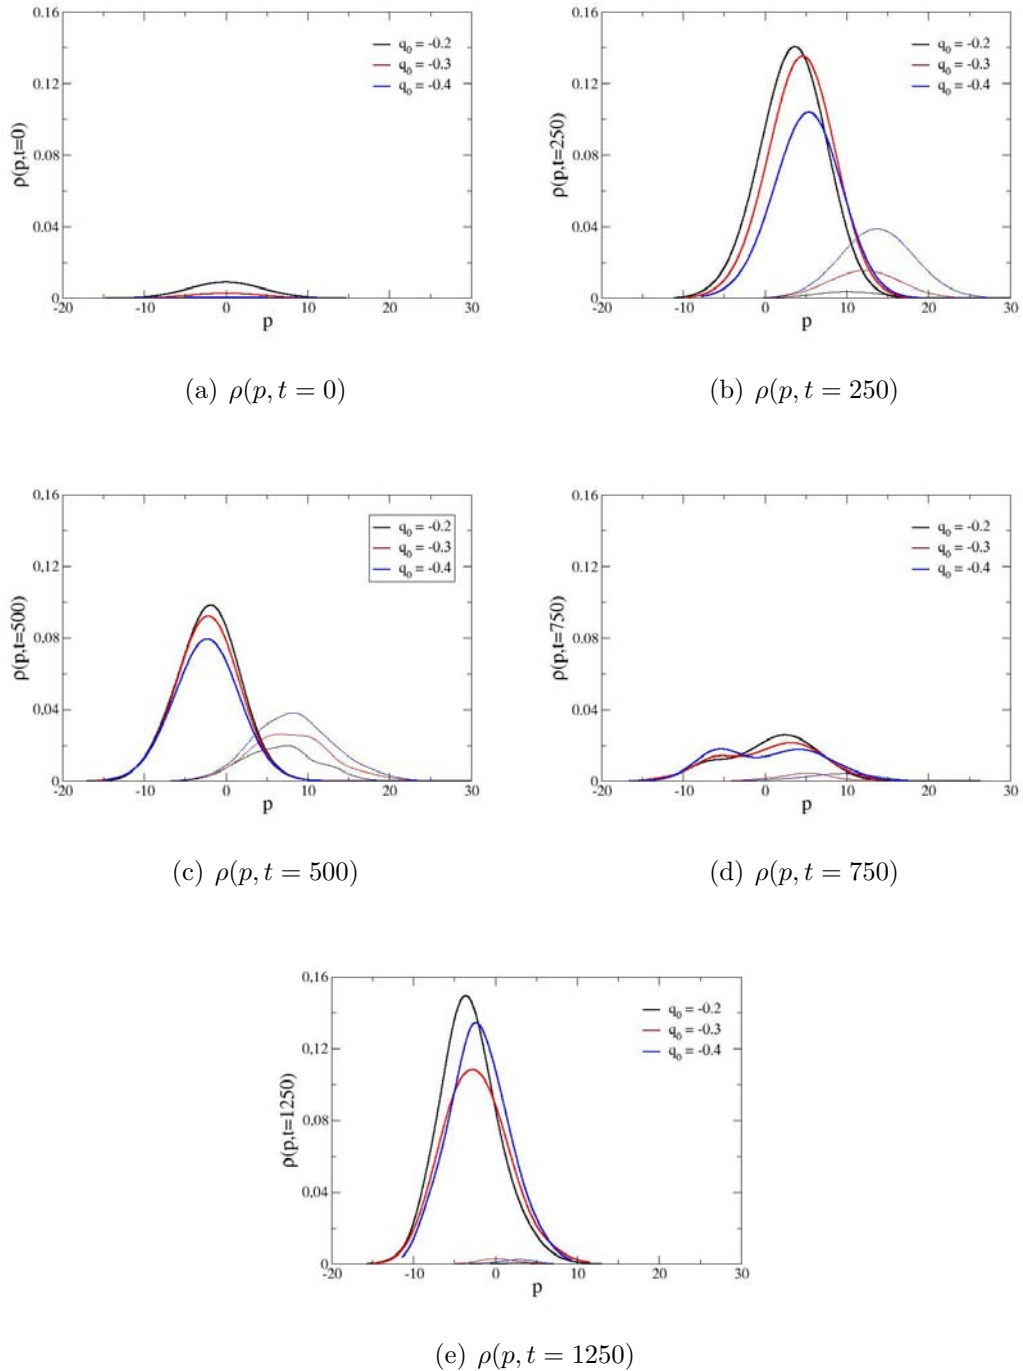 0.16
0.12
0.08
0.04
0
ρ(p,t=0)
q₀ = -0.2
q₀ = -0.3
q₀ = -0.4
-20 -10 0 10 20 30
p
(a) ρ(p, t = 0)
0.16
0.12
0.08
0.04
0
ρ(p,t=250)
q₀ = -0.2
q₀ = -0.3
q₀ = -0.4
-20 -10 0 10 20 30
p
(b) ρ(p, t = 250)
0.16
0.12
0.08
0.04
0
ρ(p,t=500)
q₀ = -0.2
q₀ = -0.3
q₀ = -0.4
-20 -10 0 10 20 30
p
(c) ρ(p, t = 500)
0.16
0.12
0.08
0.04
0
ρ(p,t=750)
q₀ = -0.2
q₀ = -0.3
q₀ = -0.4
-20 -10 0 10 20 30
p
(d) ρ(p, t = 750)
0.16
0.12
0.08
0.04
0
ρ(p,t=1250)
q₀ = -0.2
q₀ = -0.3
q₀ = -0.4
-20 -10 0 10 20 30
p
(e) ρ(p, t = 1250)